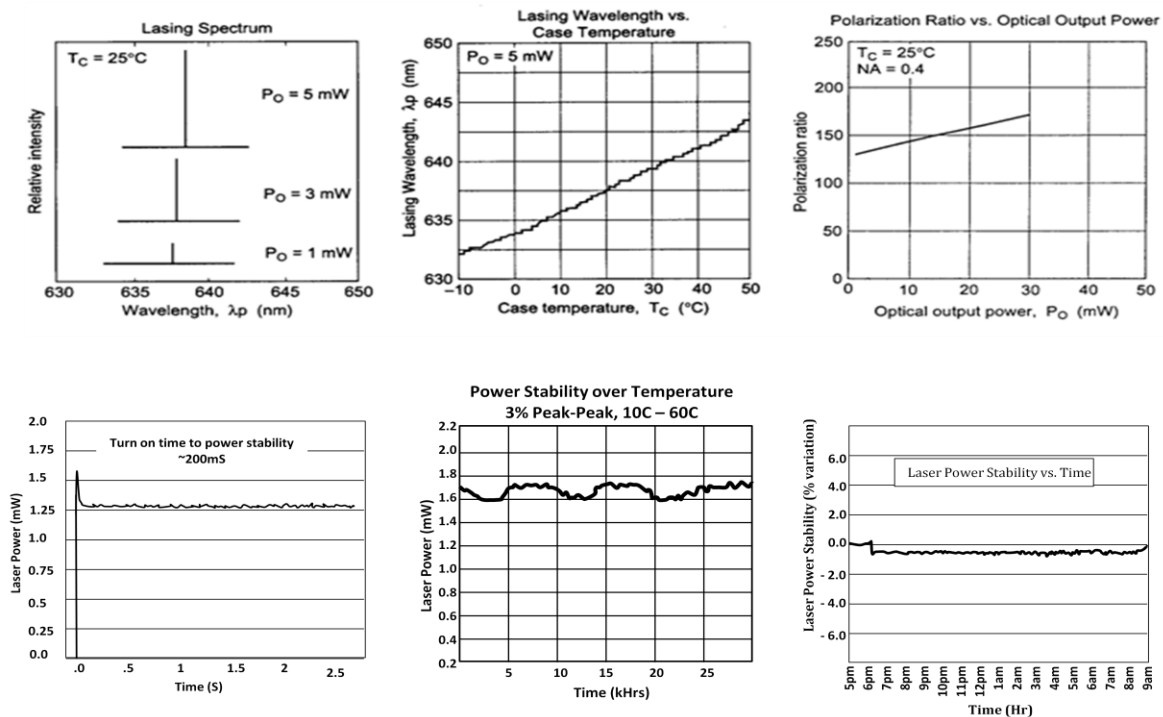 Lasing Spectrum
T_C = 25°C
P_O = 5 mW
P_O = 3 mW
P_O = 1 mW
Relative intensity
630 635 640 645 650
Wavelength, λp (nm)
Lasing Wavelength vs.
Case Temperature
P_O = 5 mW
Lasing Wavelength, λp (nm)
650
645
640
635
630
–10 0 10 20 30 40 50
Case temperature, T_C (°C)
Polarization Ratio vs. Optical Output Power
T_C = 25°C
NA = 0.4
Polarization ratio
250
200
150
100
50
0
0 10 20 30 40 50
Optical output power, P_O (mW)
Turn on time to power stability
~200mS
Laser Power (mW)
2.0
1.75
1.5
1.25
1.0
0.75
0.5
0.25
0.0
.0 .5 1 1.5 2 2.5
Time (S)
Power Stability over Temperature
3% Peak-Peak, 10C – 60C
Laser Power (mW)
2.2
2.0
1.8
1.6
1.4
1.2
1.0
0.8
0.6
0.4
0.2
5 10 15 20 25
Time (kHrs)
Laser Power Stability vs. Time
Laser Power Stability (% variation)
6.0
4.0
2.0
0.0
- 2.0
- 4.0
- 6.0
5pm 6pm 7pm 8pm 9pm 10pm 11pm 12pm 1am 2am 3am 4am 5am 6am 7am 8am 9am
Time (Hr)